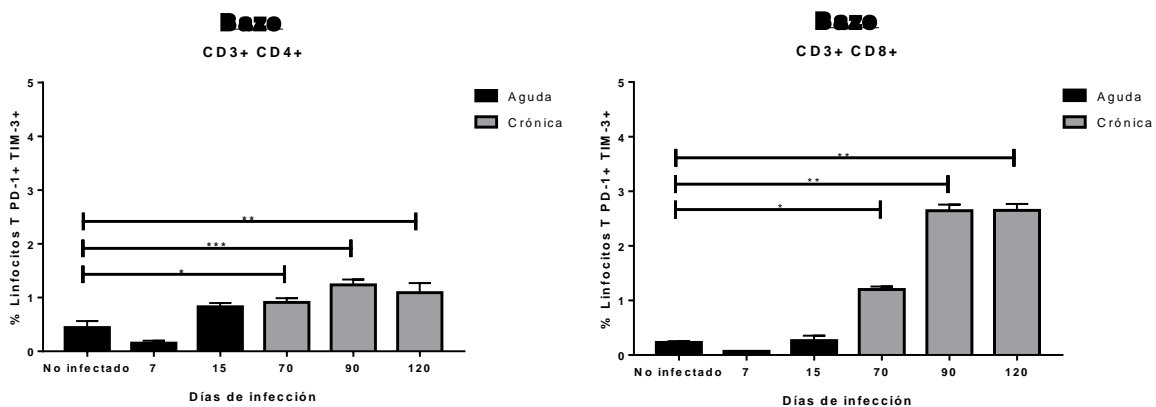 Bazo
CD3+ CD4+
% Linfocitos T PD-1+ TIM-3+
5
4
3
2
1
0
**
***
*
No infectado 7 15 70 90 120
Días de infección
Aguda
Crónica
Bazo
CD3+ CD8+
% Linfocitos T PD-1+ TIM-3+
5
4
3
2
1
0
**
**
*
No infectado 7 15 70 90 120
Días de infección
Aguda
Crónica